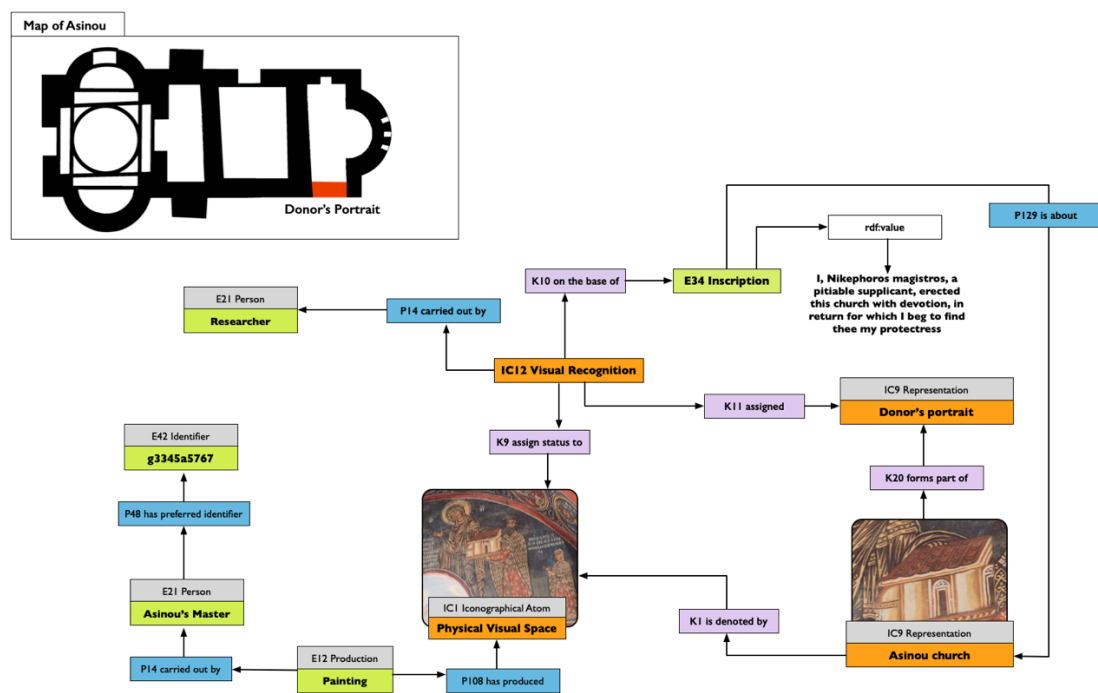 Map of Asinou
Donor's Portrait
P129 is about
rdf:value
K10 on the base of
E34 Inscription
I, Nikephoros magistros, a
pitiable supplicant, erected
this church with devotion, in
return for which I beg to find
thee my protectress
E21 Person
Researcher
P14 carried out by
IC12 Visual Recognition
IC9 Representation
Donor's portrait
K11 assigned
K9 assign status to
E42 Identifier
g3345a5767
K20 forms part of
P48 has preferred identifier
E21 Person
Asinou's Master
IC1 Iconographical Atom
Physical Visual Space
K1 is denoted by
IC9 Representation
Asinou church
P14 carried out by
E12 Production
Painting
P108 has produced